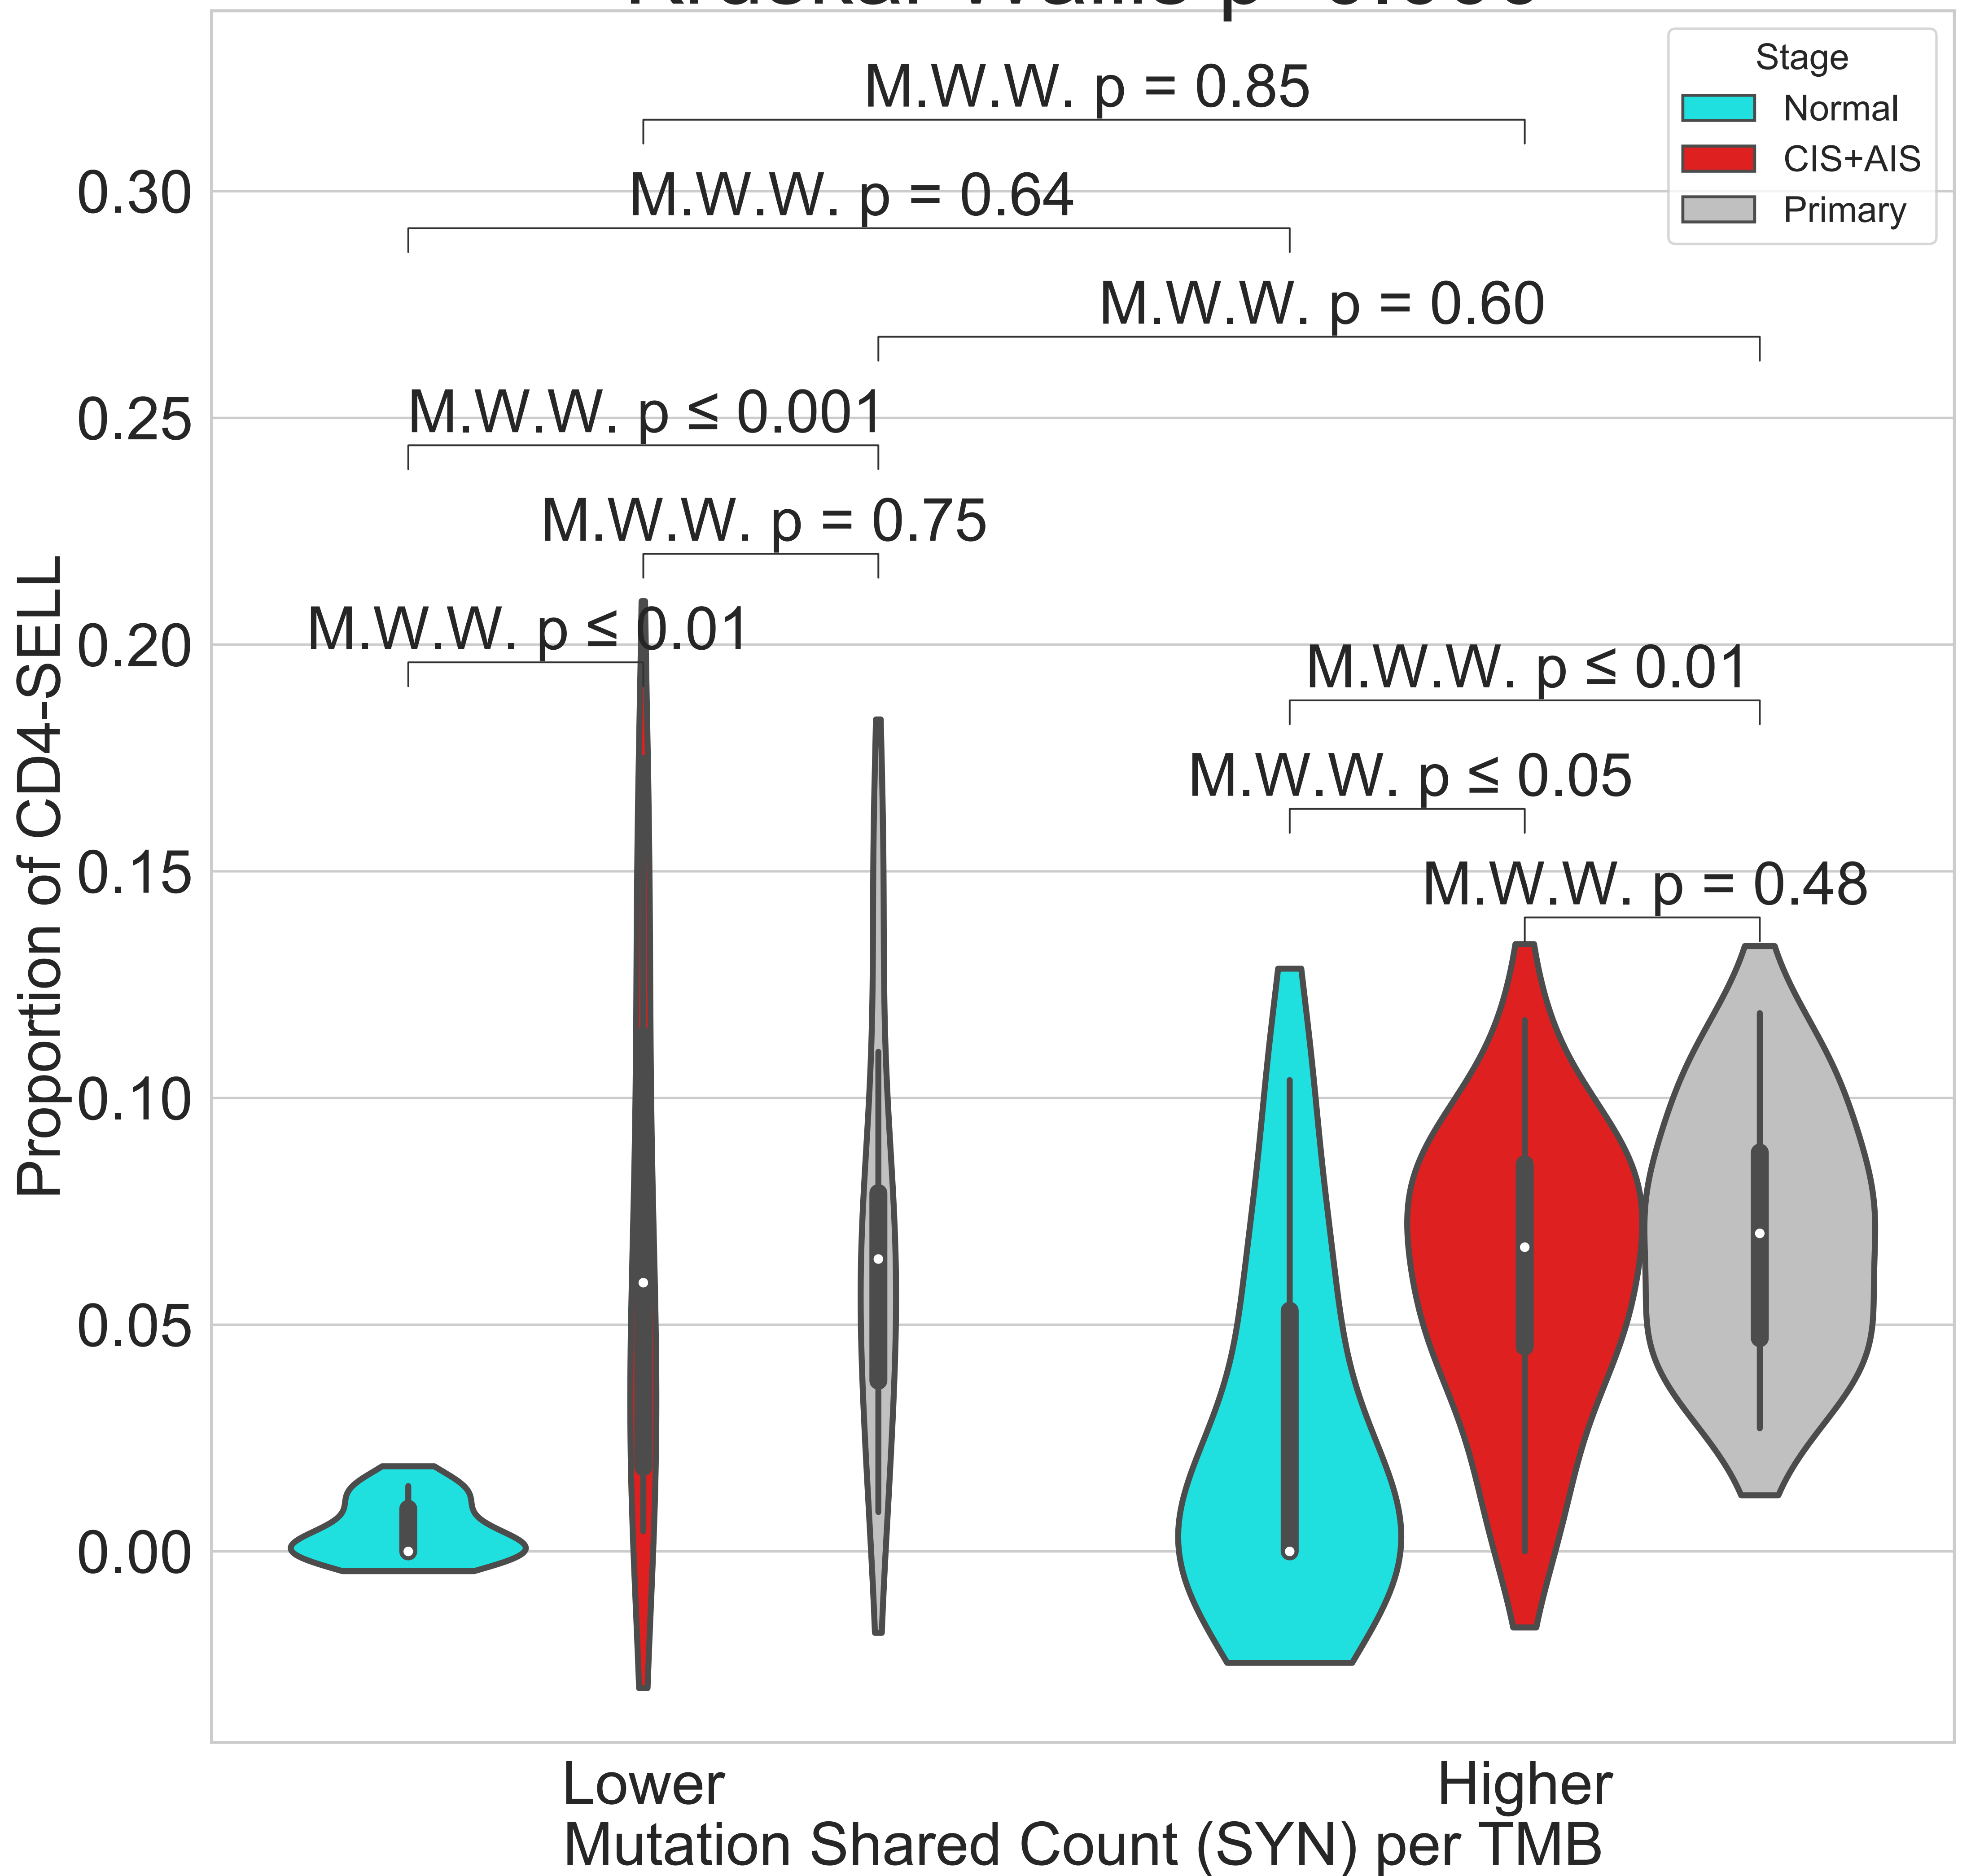 Stage
Normal
CIS+AIS
Primary
M.W.W. p = 0.85
M.W.W. p = 0.64
M.W.W. p = 0.60
M.W.W. p ≤ 0.001
M.W.W. p = 0.75
M.W.W. p ≤ 0.01
M.W.W. p ≤ 0.01
M.W.W. p ≤ 0.05
M.W.W. p = 0.48
0.30
0.25
0.20
0.15
0.10
0.05
0.00
Proportion of CD4-SELL
Lower
Higher
Mutation Shared Count (SYN) per TMB